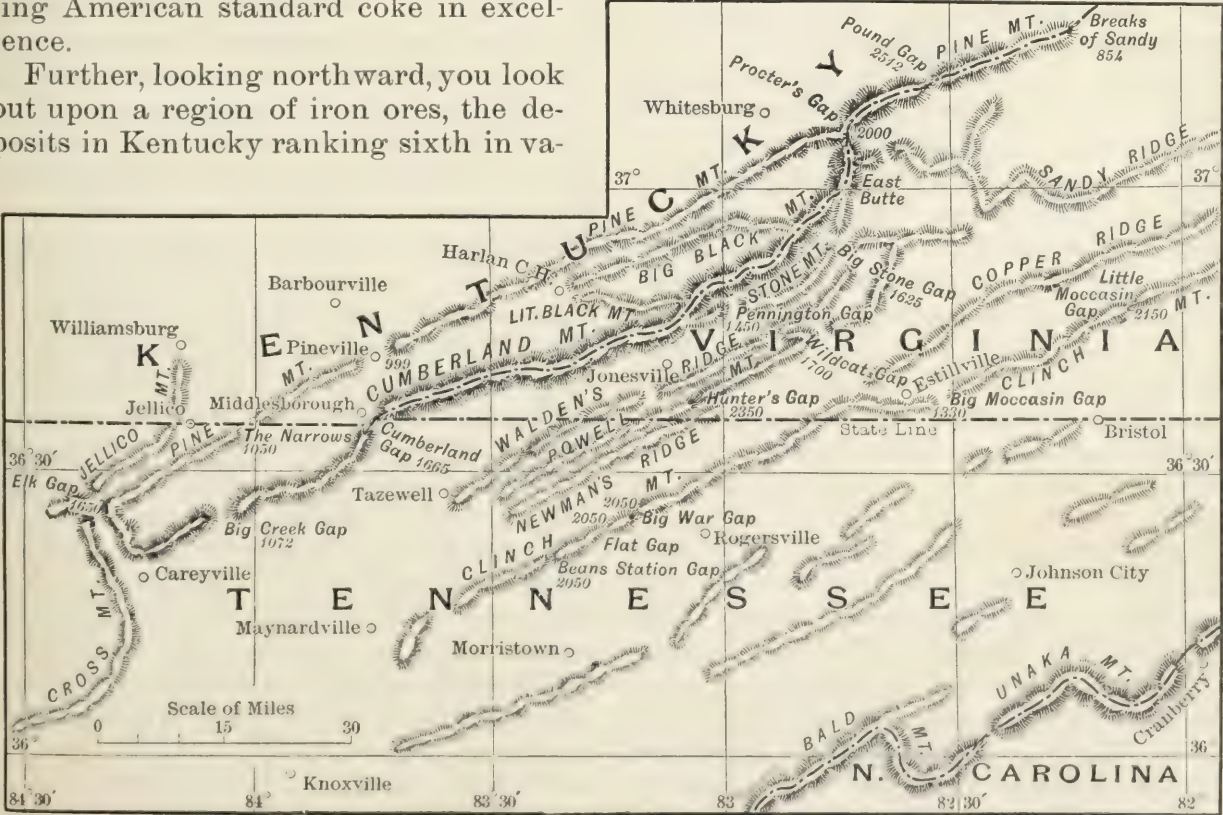 ing American standard coke in excel-
ence.
Further, looking northward, you look
out upon a region of iron ores, the de-
posits in Kentucky ranking sixth in va-
Pound Gap
2512
PINE MT.
Breaks
of Sandy
854
Procter's Gap
2000
Whitesburg
KENTUCKY
37°
37°
SANDY RIDGE
East
Butte
PINE MT.
BIG BLACK MT.
Harlan C.H.
STONE MT.
Big Stone Gap
1625
COPPER RIDGE
Little
Moccasin
Gap
2150
Barbourville
LIT. BLACK MT.
Pennington Gap
1450
VIRGINIA
Williamsburg
Pineville
999
CUMBERLAND MT.
Jonesville
Wildcat Gap
1700
Estillville
CLINCH MT.
JELLICO MT.
Jellico
PINE MT.
Middlesborough
WALDEN'S RIDGE
POWELL MT.
Hunter's Gap
2350
1330
Big Moccasin Gap
State Line
Bristol
The Narrows
1050
Cumberland
Gap 1665
36°30'
36°30'
Elk Gap
1650
Tazewell
NEWMAN'S RIDGE
Big Creek Gap
1072
2050
2050
Big War Gap
Flat Gap
Rogersville
CLINCH MT.
Beans Station Gap
2050
Careyville
Johnson City
TENNESSEE
Maynardville
Morristown
CROSS MT.
UNAKA MT.
Cranberry
Scale of Miles
0 15 30
36°
36
BALD MT.
N. CAROLINA
Knoxville
84°30' 84° 83°30' 83 82°30' 82